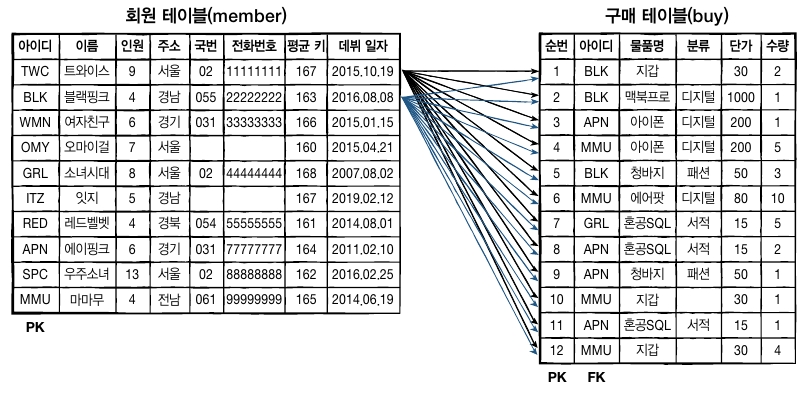 회원 테이블(member)
아이디 이름 인원 주소 국번 전화번호 평균 키 데뷔 일자
TWC 트와이스 9 서울 02 11111111 167 2015.10.19
BLK 블랙핑크 4 경남 055 22222222 163 2016.08.08
WMN 여자친구 6 경기 031 33333333 166 2015.01.15
OMY 오마이걸 7 서울 160 2015.04.21
GRL 소녀시대 8 서울 02 44444444 168 2007.08.02
ITZ 잇지 5 경남 167 2019.02.12
RED 레드벨벳 4 경북 054 55555555 161 2014.08.01
APN 에이핑크 6 경기 031 77777777 164 2011.02.10
SPC 우주소녀 13 서울 02 88888888 162 2016.02.25
MMU 마마무 4 전남 061 99999999 165 2014.06.19
PK
구매 테이블(buy)
순번 아이디 물품명 분류 단가 수량
1 BLK 지갑 30 2
2 BLK 맥북프로 디지털 1000 1
3 APN 아이폰 디지털 200 1
4 MMU 아이폰 디지털 200 5
5 BLK 청바지 패션 50 3
6 MMU 에어팟 디지털 80 10
7 GRL 혼공SQL 서적 15 5
8 APN 혼공SQL 서적 15 2
9 APN 청바지 패션 50 1
10 MMU 지갑 30 1
11 APN 혼공SQL 서적 15 1
12 MMU 지갑 30 4
PK FK